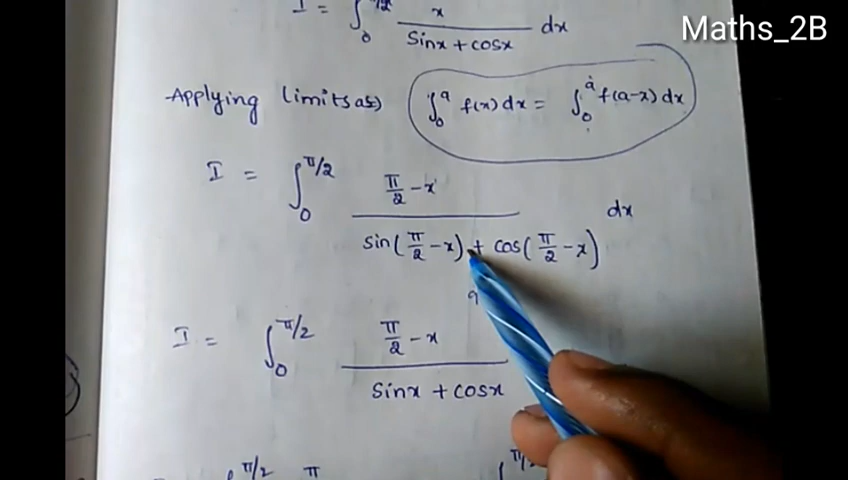 Maths_2B
I = ∫₀^π/2 x / (sinx + cosx) dx
Applying limits as) ∫₀^a f(x) dx = ∫₀^a f(a-x) dx
I = ∫₀^π/2 (π/2 - x) / (sin(π/2 - x) + cos(π/2 - x)) dx
I = ∫₀^π/2 (π/2 - x) / (sinx + cosx)